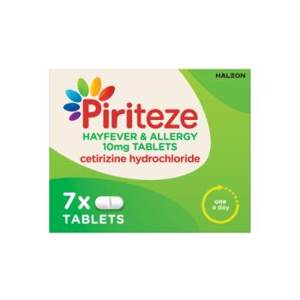 HALEON
Piriteze
HAYFEVER & ALLERGY
10mg TABLETS
cetirizine hydrochloride
7x
TABLETS
one
a day